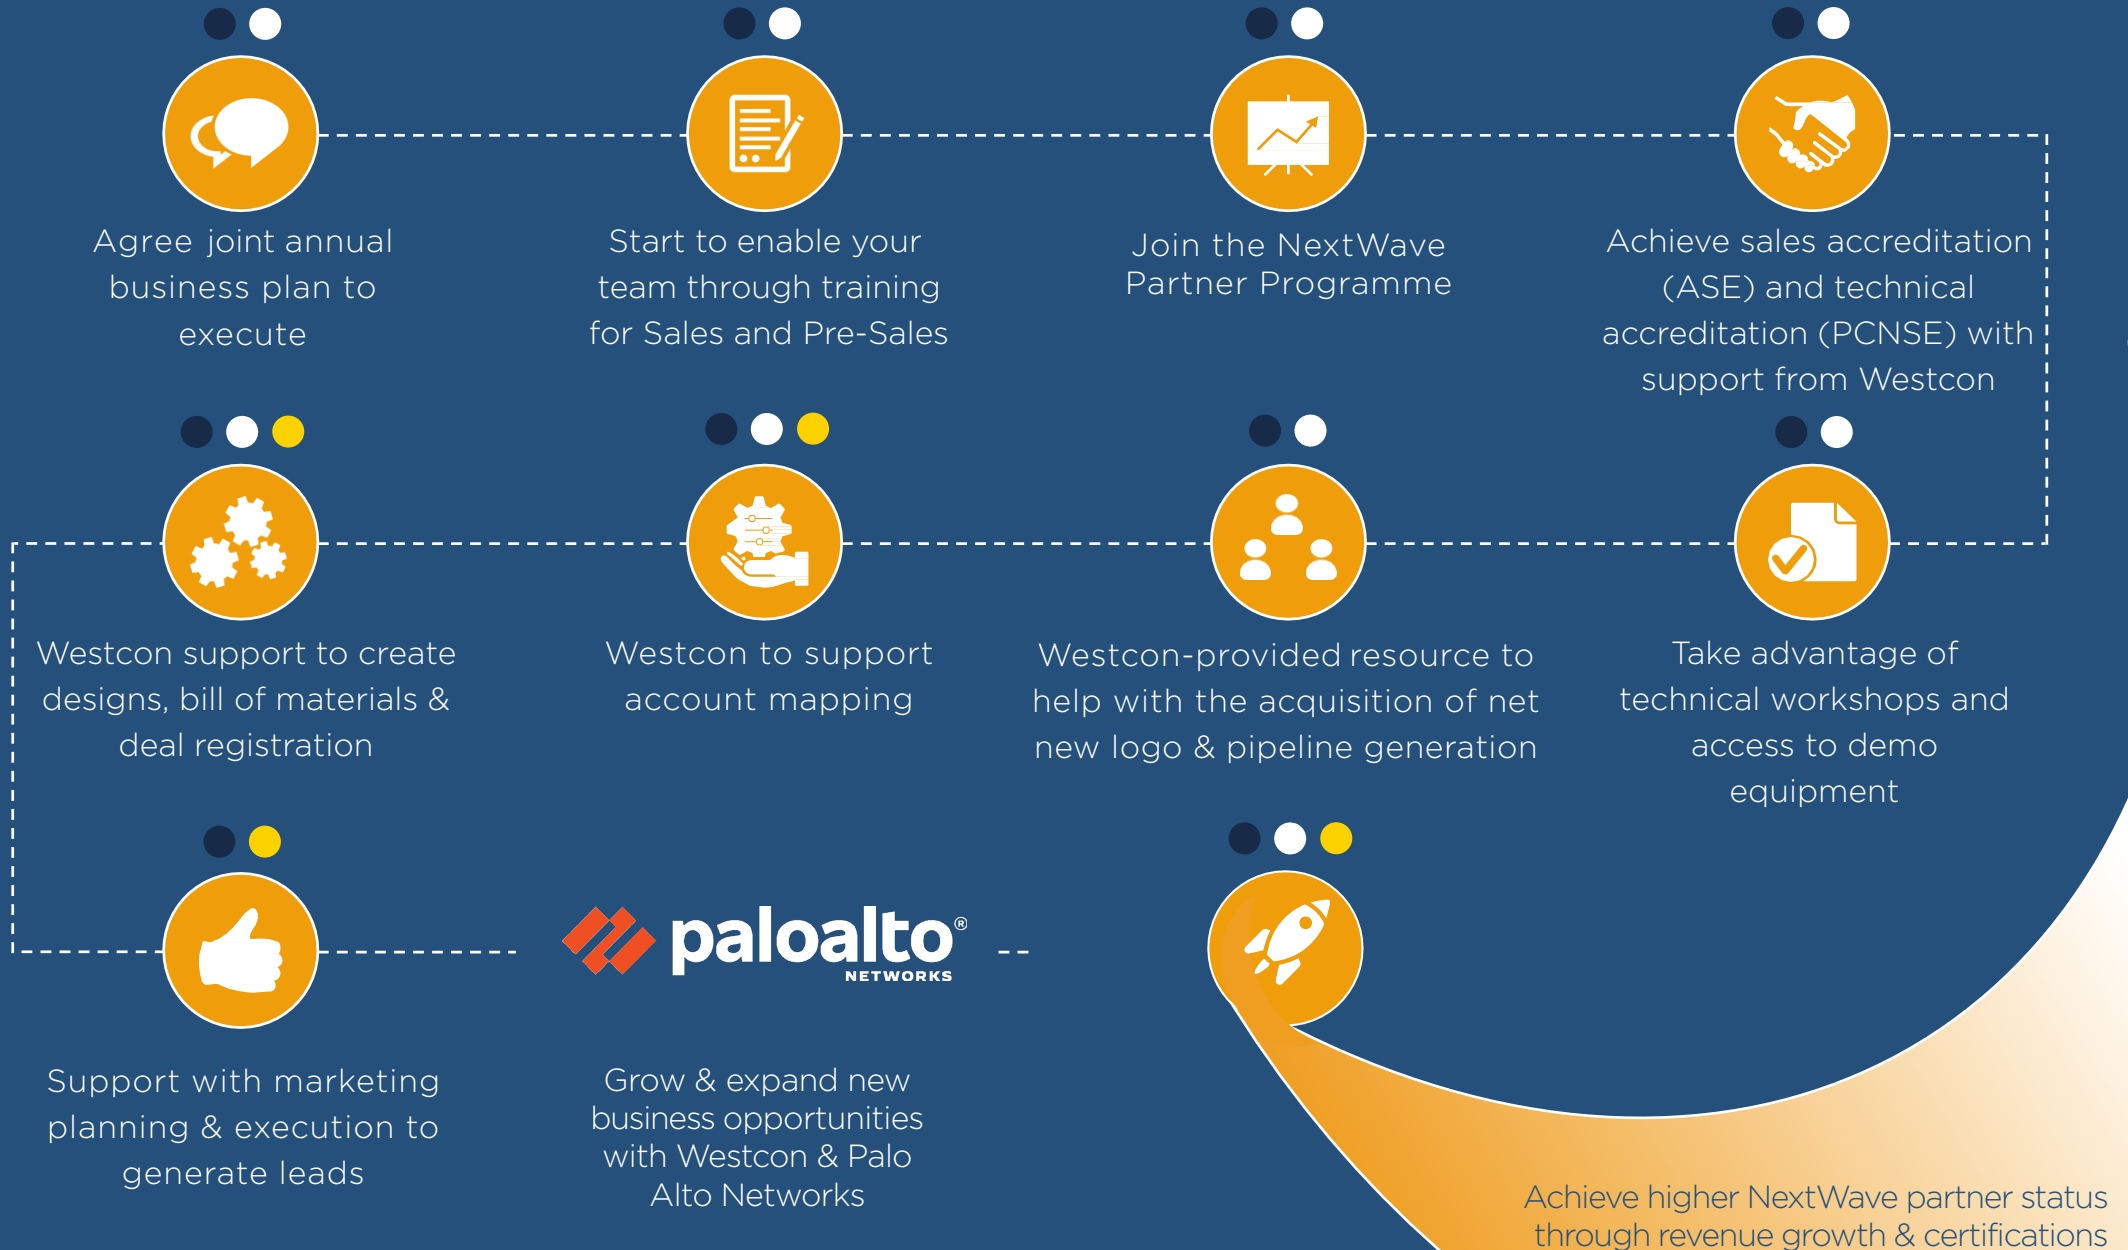 Agree joint annual
business plan to
execute
Start to enable your
team through training
for Sales and Pre-Sales
Join the NextWave
Partner Programme
Achieve sales accreditation
(ASE) and technical
accreditation (PCNSE) with
support from Westcon
Westcon support to create
designs, bill of materials &
deal registration
Westcon to support
account mapping
Westcon-provided resource to
help with the acquisition of net
new logo & pipeline generation
Take advantage of
technical workshops and
access to demo
equipment
Support with marketing
planning & execution to
generate leads
paloalto®
NETWORKS
Grow & expand new
business opportunities
with Westcon & Palo
Alto Networks
Achieve higher NextWave partner status
through revenue growth & certifications